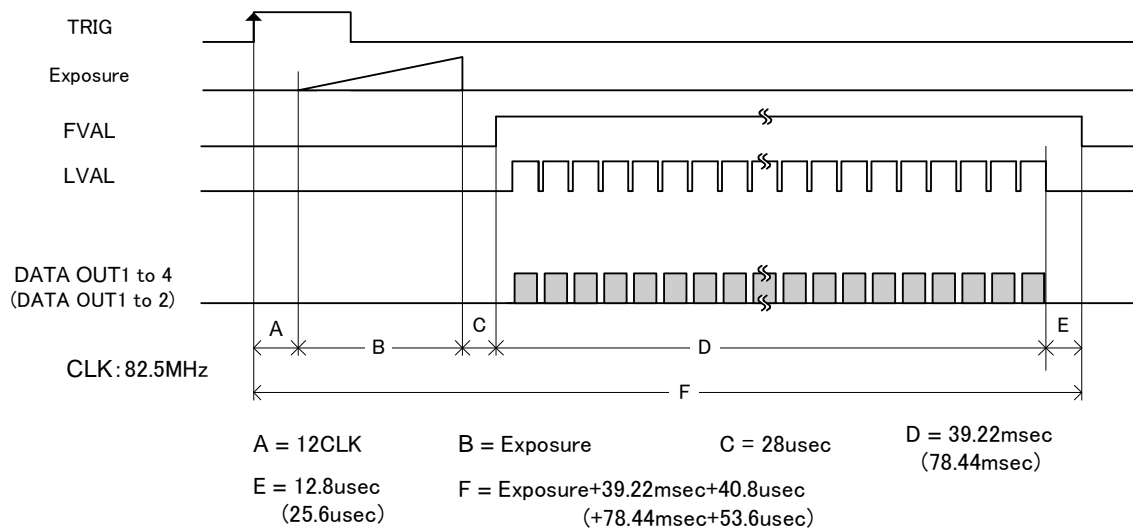 TRIG
Exposure
FVAL
LVAL
DATA OUT1 to 4
(DATA OUT1 to 2)
A
B
C
D
E
CLK：82.5MHz
F
A = 12CLK
B = Exposure
C = 28usec
D = 39.22msec
(78.44msec)
E = 12.8usec
(25.6usec)
F = Exposure+39.22msec+40.8usec
(+78.44msec+53.6usec)